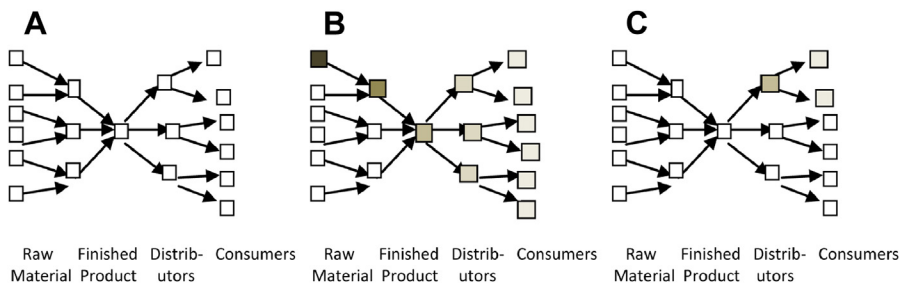 A B C
Raw Finished Distrib- Consumers Raw Finished Distrib- Consumers Raw Finished Distrib- Consumers
Material Product utors Material Product utors Material Product utors